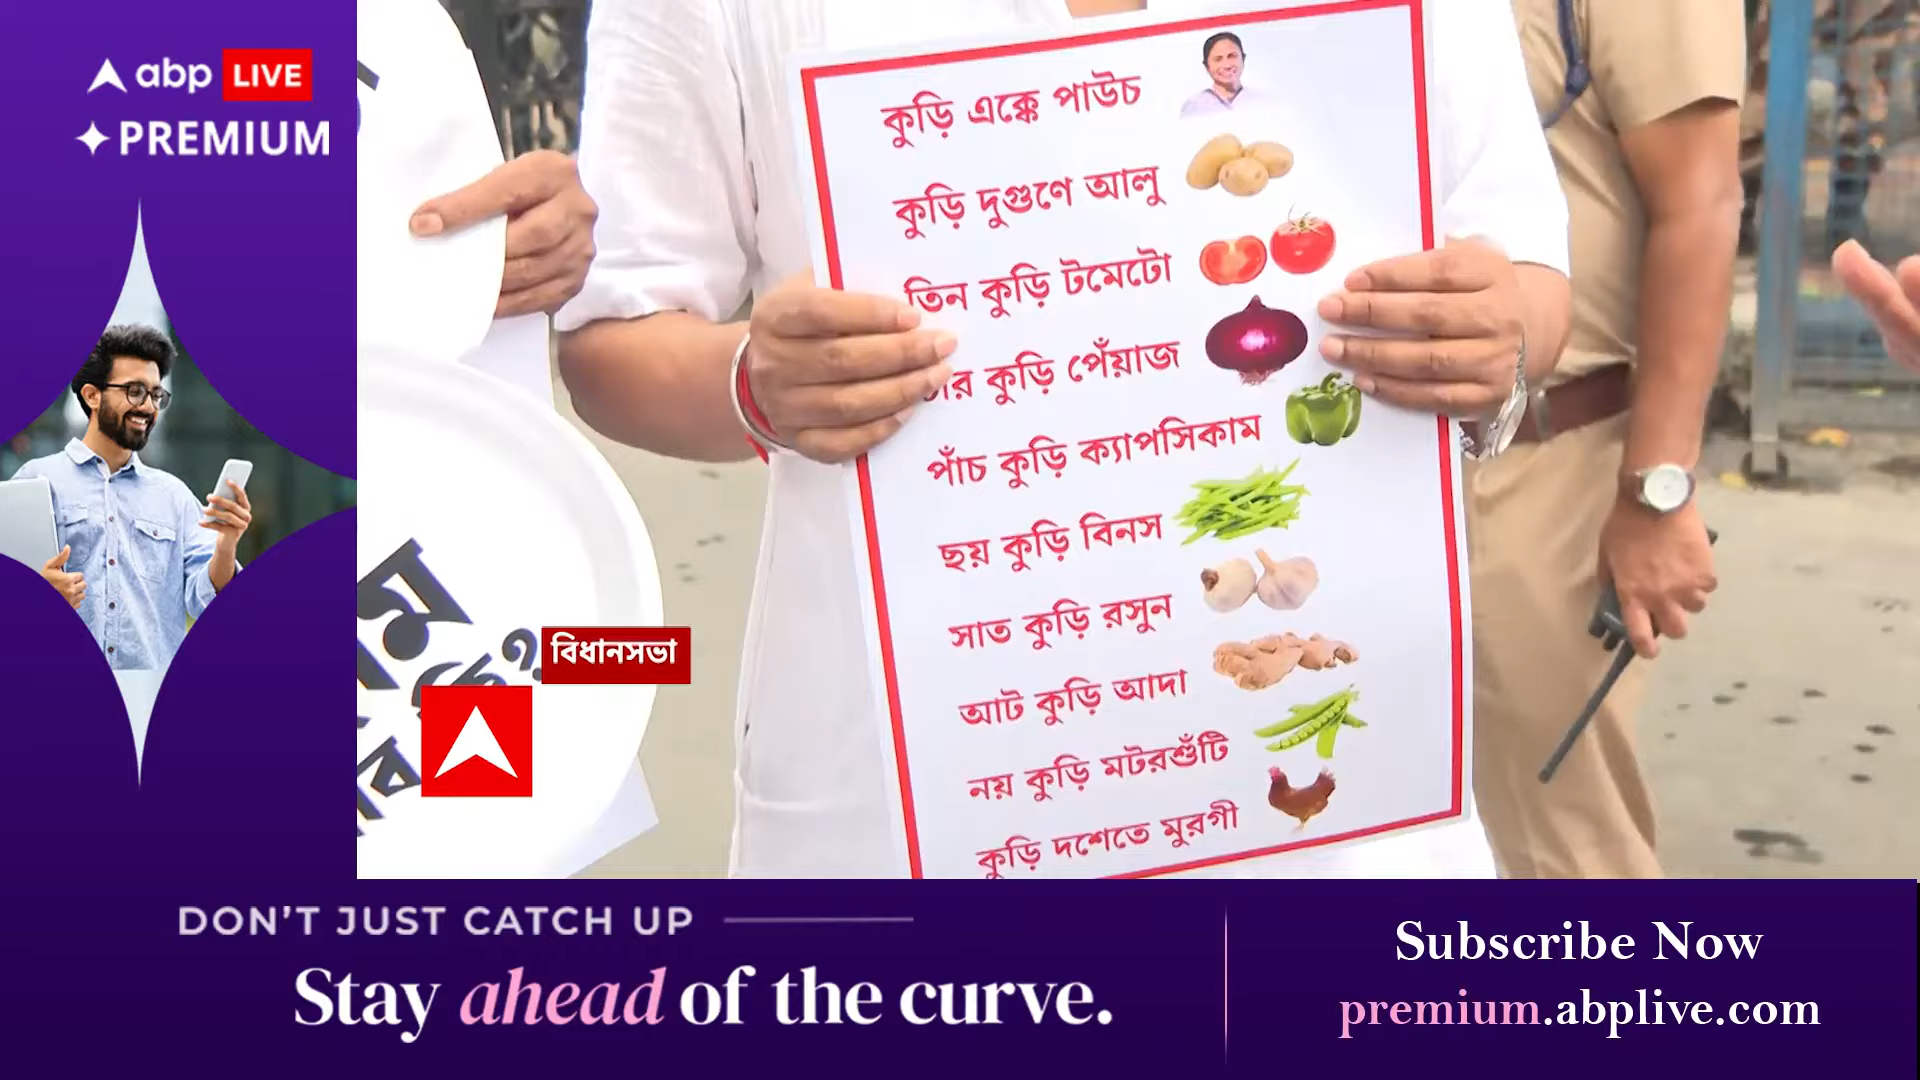 abp LIVE
PREMIUM
কুড়ি এক্কে পাউচ
কুড়ি দুগুণে আলু
তিন কুড়ি টমেটো
কুড়ি পেঁয়াজ
পাঁচ কুড়ি ক্যাপসিকাম
ছয় কুড়ি বিনস
সাত কুড়ি রসুন
আট কুড়ি আদা
নয় কুড়ি মটরশুঁটি
কুড়ি দশেতে মুরগী
বিধানসভা
DON'T JUST CATCH UP
Stay ahead of the curve.
Subscribe Now
premium.abplive.com